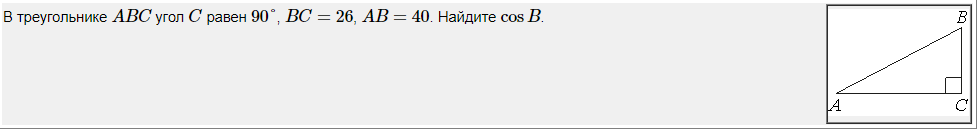 В треугольнике ABC угол C равен 90°, BC = 26, AB = 40. Найдите cos B.
B
A
C